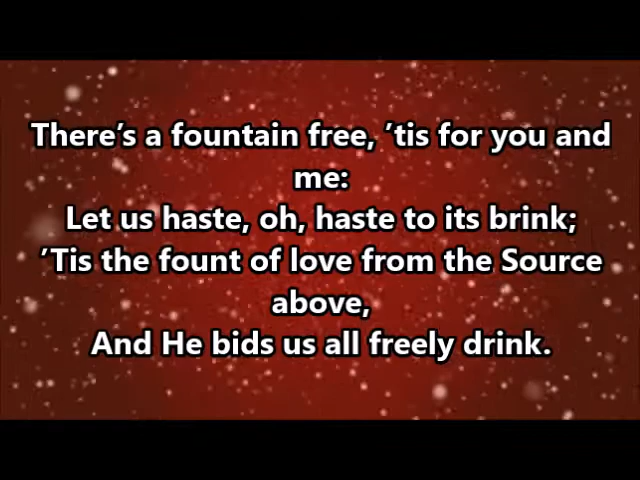 There’s a fountain free, ’tis for you and
me:
Let us haste, oh, haste to its brink;
’Tis the fount of love from the Source
above,
And He bids us all freely drink.